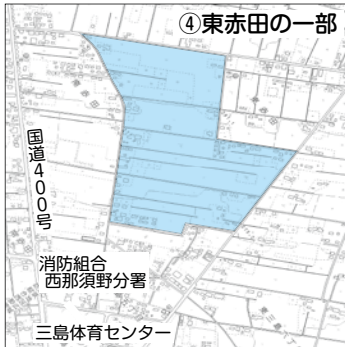 ④東赤田の一部
国道400号
消防組合
西那須野分署
三島体育センター